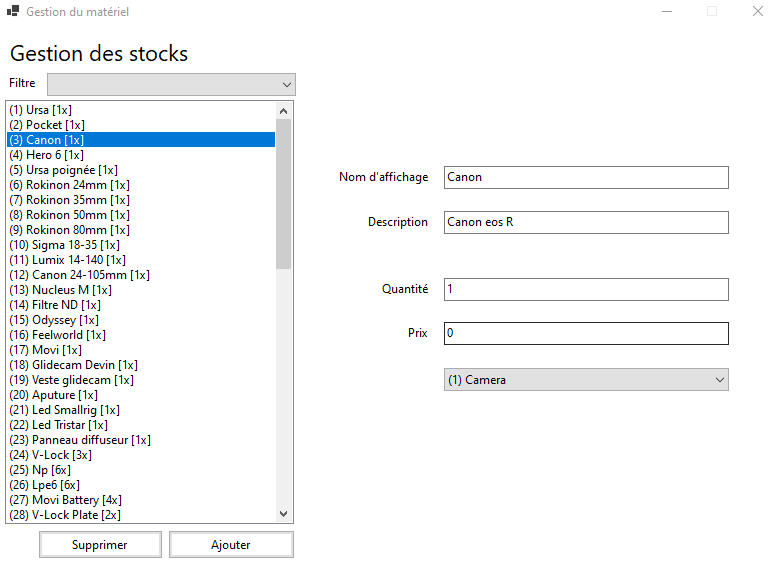 Gestion du matériel
Gestion des stocks
Filtre
(1) Ursa [1x]
(2) Pocket [1x]
(3) Canon [1x]
(4) Hero 6 [1x]
(5) Ursa poignée [1x]
(6) Rokinon 24mm [1x]
(7) Rokinon 35mm [1x]
(8) Rokinon 50mm [1x]
(9) Rokinon 80mm [1x]
(10) Sigma 18-35 [1x]
(11) Lumix 14-140 [1x]
(12) Canon 24-105mm [1x]
(13) Nucleus M [1x]
(14) Filtre ND [1x]
(15) Odyssey [1x]
(16) Feelworld [1x]
(17) Movi [1x]
(18) Glidecam Devin [1x]
(19) Veste glidecam [1x]
(20) Aputure [1x]
(21) Led Smallrig [1x]
(22) Led Tristar [1x]
(23) Panneau diffuseur [1x]
(24) V-Lock [3x]
(25) Np [6x]
(26) Lpe6 [6x]
(27) Movi Battery [4x]
(28) V-Lock Plate [2x]
Supprimer Ajouter
Nom d'affichage Canon
Description Canon eos R
Quantité 1
Prix 0
(1) Camera